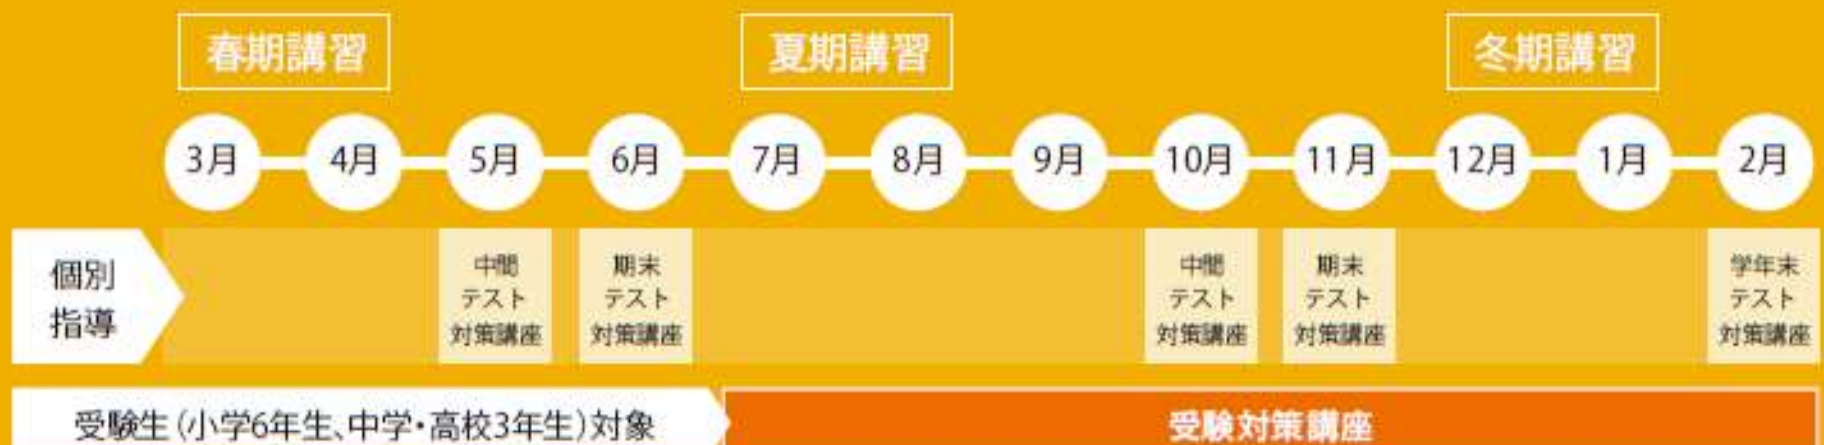 春期講習 夏期講習 冬期講習
3月 4月 5月 6月 7月 8月 9月 10月 11月 12月 1月 2月
個別
指導
中間
テスト
対策講座
期末
テスト
対策講座
中間
テスト
対策講座
期末
テスト
対策講座
学年末
テスト
対策講座
受験生(小学6年生、中学・高校3年生)対象
受験対策講座